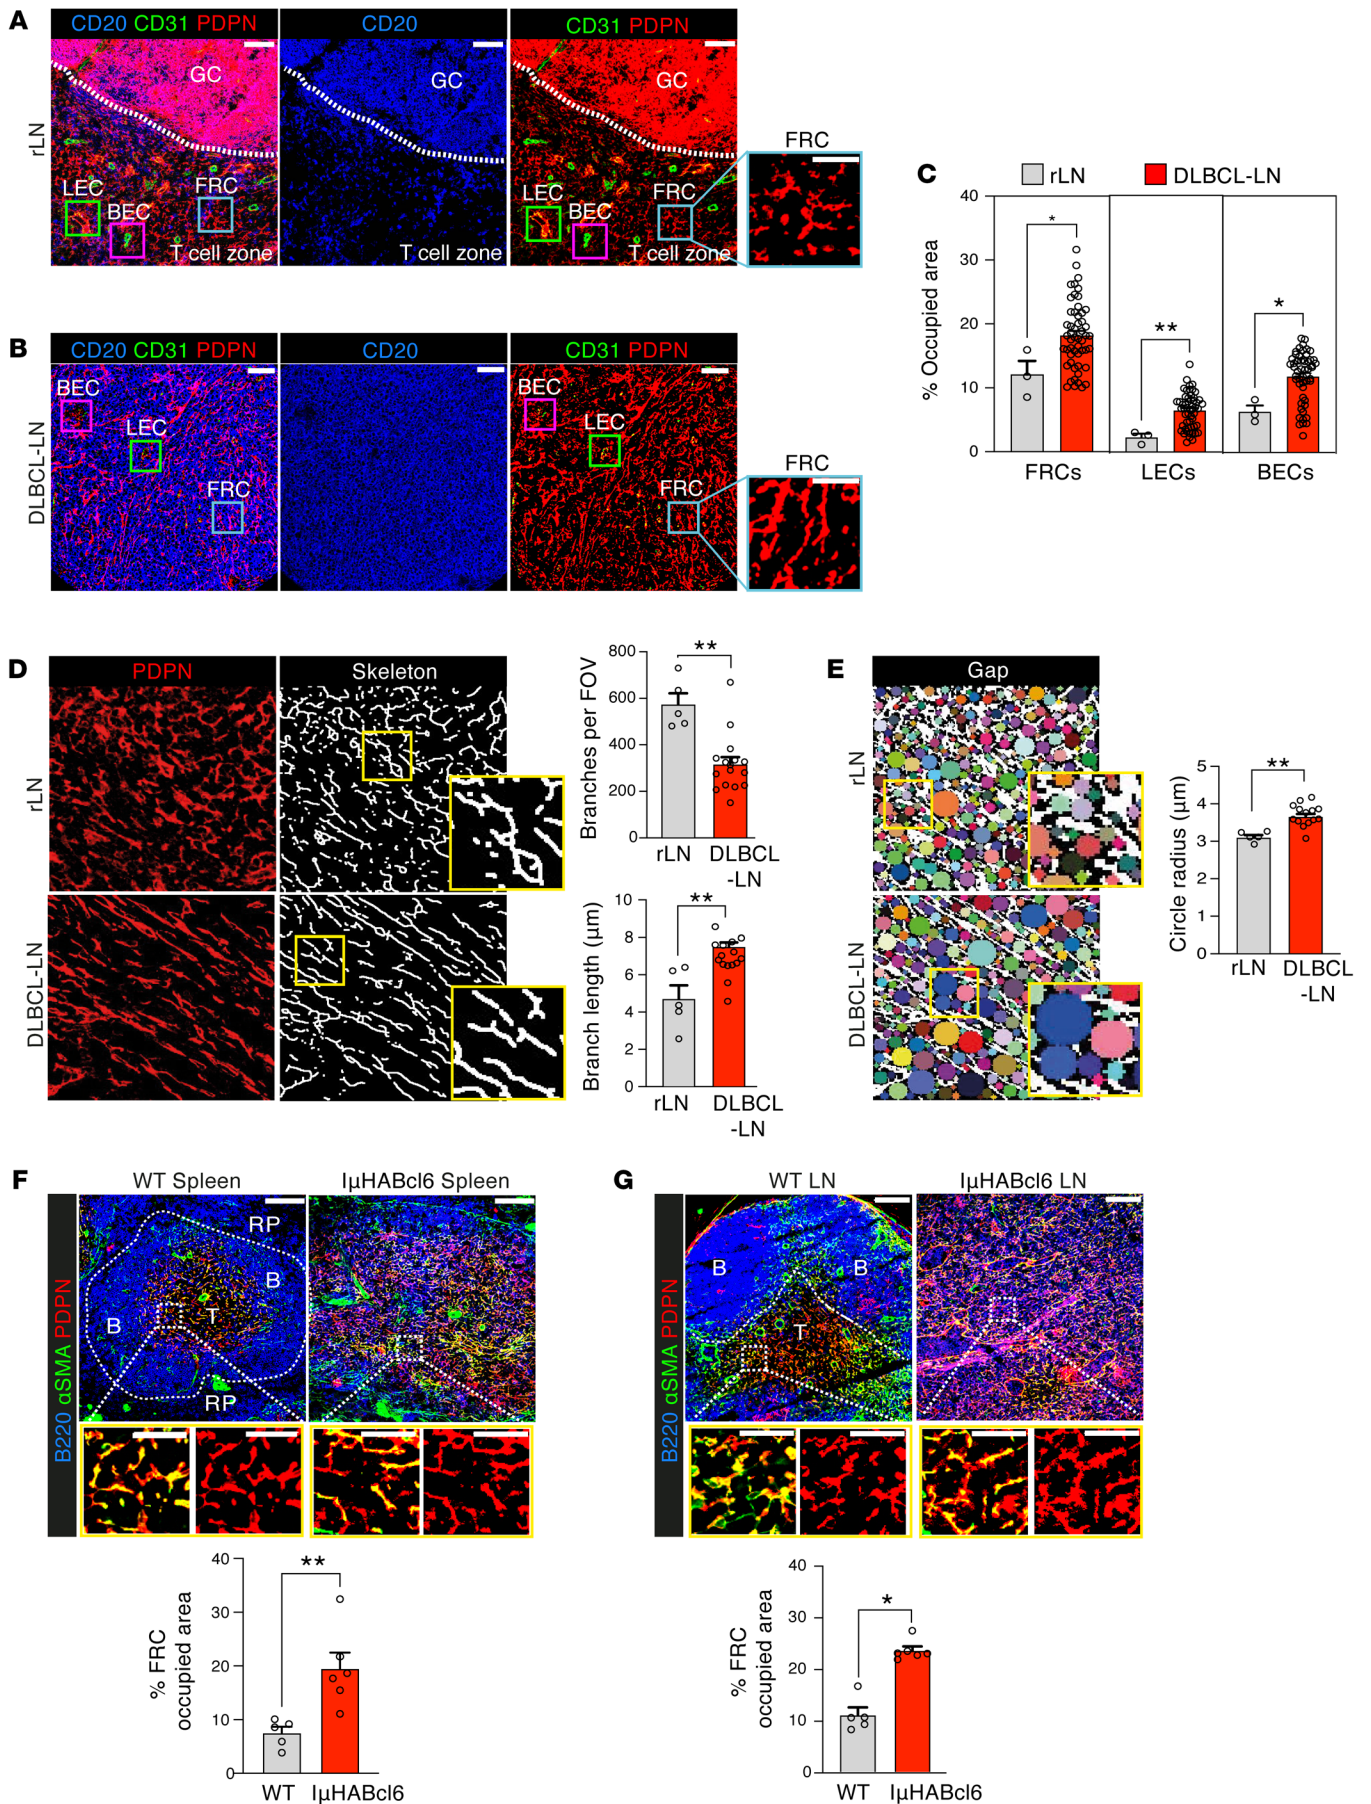 A
CD20 CD31 PDPN
CD20
CD31 PDPN
rLN
GC
GC
GC
LEC
BEC
FRC
T cell zone
T cell zone
LEC
BEC
FRC
T cell zone
FRC
B
CD20 CD31 PDPN
CD20
CD31 PDPN
DLBCL-LN
BEC
LEC
FRC
BEC
LEC
FRC
FRC
C
rLN
DLBCL-LN
% Occupied area
40
30
20
10
0
*
**
*
FRCs
LECs
BECs
D
PDPN
Skeleton
rLN
DLBCL-LN
Branches per FOV
800
600
400
200
0
**
rLN
DLBCL
-LN
Branch length (µm)
10
8
6
4
2
0
**
rLN
DLBCL
-LN
E
Gap
rLN
DLBCL-LN
Circle radius (µm)
5
4
3
2
1
0
**
rLN
DLBCL
-LN
F
WT Spleen
IµHABcl6 Spleen
B220 αSMA PDPN
RP
B
T
B
RP
% FRC
occupied area
40
30
20
10
0
**
WT
IµHABcl6
G
WT LN
IµHABcl6 LN
B220 αSMA PDPN
B
B
T
% FRC
occupied area
40
30
20
10
0
*
WT
IµHABcl6